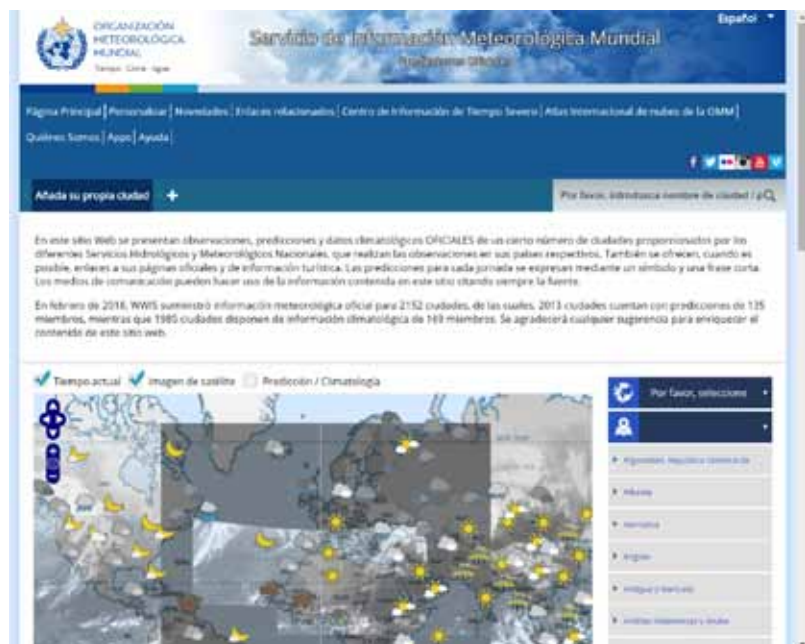 Español
ORGANIZACIÓN
METEOROLÓGICA
MUNDIAL
Tiempo · Clima · Agua
Servicio de Información Meteorológica Mundial
Predicciones Oficiales
Página Principal | Personalizar | Novedades | Enlaces relacionados | Centro de Información de Tiempo Severo | Atlas Internacional de nubes de la OMM |
Quiénes Somos | Apps | Ayuda |
Añada su propia ciudad +
Por favor, introduzca nombre de ciudad /
En este sitio Web se presentan observaciones, predicciones y datos climatológicos OFICIALES de un cierto número de ciudades proporcionados por los
diferentes Servicios Hidrológicos y Meteorológicos Nacionales, que realizan las observaciones en sus países respectivos. También se ofrecen, cuando es
posible, enlaces a sus páginas oficiales y de información turística. Las predicciones para cada jornada se expresan mediante un símbolo y una frase corta.
Los medios de comunicación pueden hacer uso de la información contenida en este sitio citando siempre la fuente.
En febrero de 2018, WWIS suministró información meteorológica oficial para 2152 ciudades, de las cuales, 2013 ciudades cuentan con predicciones de 135
miembros, mientras que 1985 ciudades disponen de información climatológica de 169 miembros. Se agradecerá cualquier sugerencia para enriquecer el
contenido de este sitio web.
Tiempo actual Imagen de satélite Predicción / Climatología
Por favor, seleccione
Albania
Alemania
Angola
Antigua y Barbuda